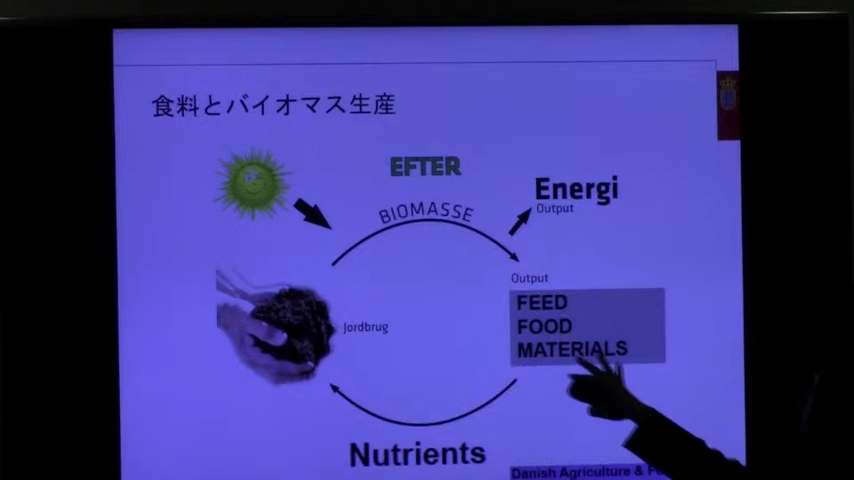 食料とバイオマス生産
EFTER
Energi
Output
BIOMASSE
Output
FEED
FOOD
MATERIALS
Jordbrug
Nutrients
Danish Agriculture &